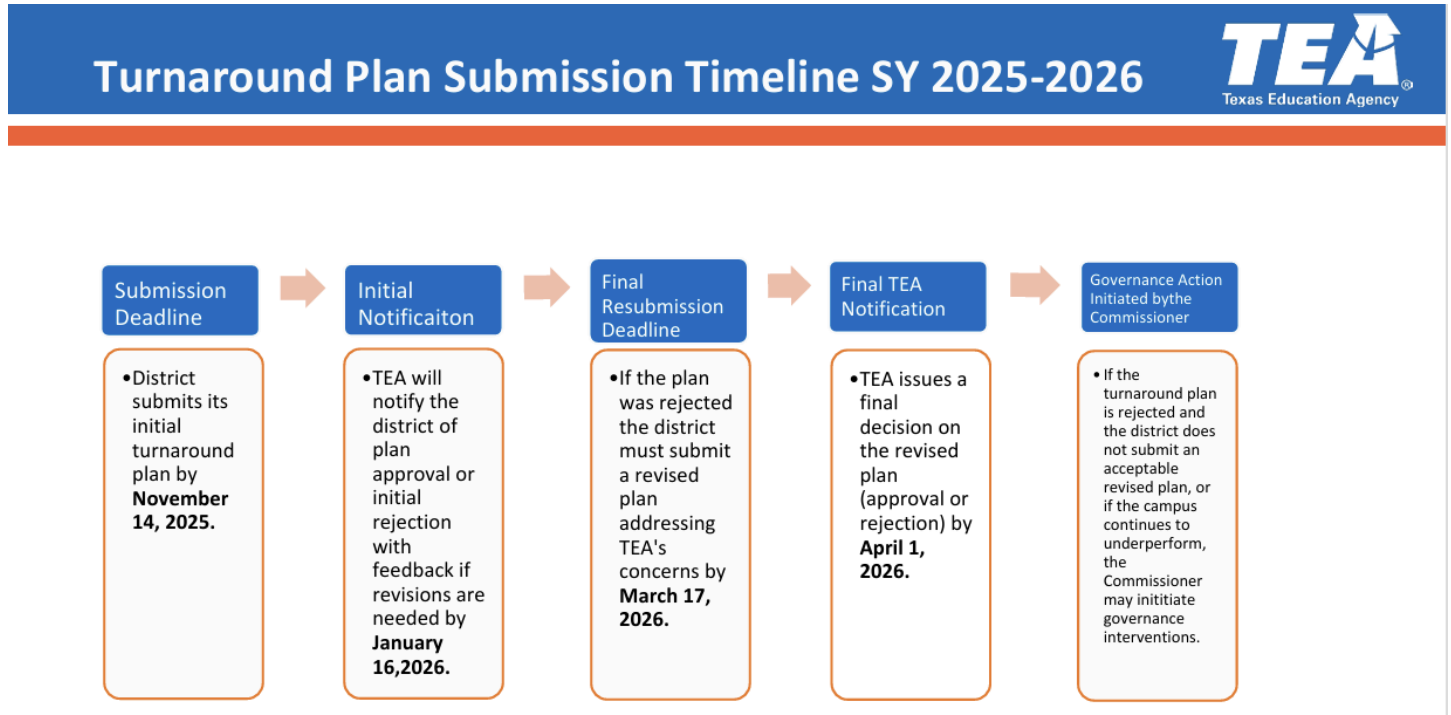 Turnaround Plan Submission Timeline SY 2025-2026
TEA®
Texas Education Agency
Submission
Deadline
•District
submits its
initial
turnaround
plan by
November
14, 2025.
Initial
Notificaiton
•TEA will
notify the
district of
plan
approval or
initial
rejection
with
feedback if
revisions are
needed by
January
16,2026.
Final
Resubmission
Deadline
•If the plan
was rejected
the district
must submit
a revised
plan
addressing
TEA's
concerns by
March 17,
2026.
Final TEA
Notification
•TEA issues a
final
decision on
the revised
plan
(approval or
rejection) by
April 1,
2026.
Governance Action
Initiated bythe
Commissioner
• If the
turnaround plan
is rejected and
the district does
not submit an
acceptable
revised plan, or
if the campus
continues to
underperform,
the
Commissioner
may inititiate
governance
interventions.